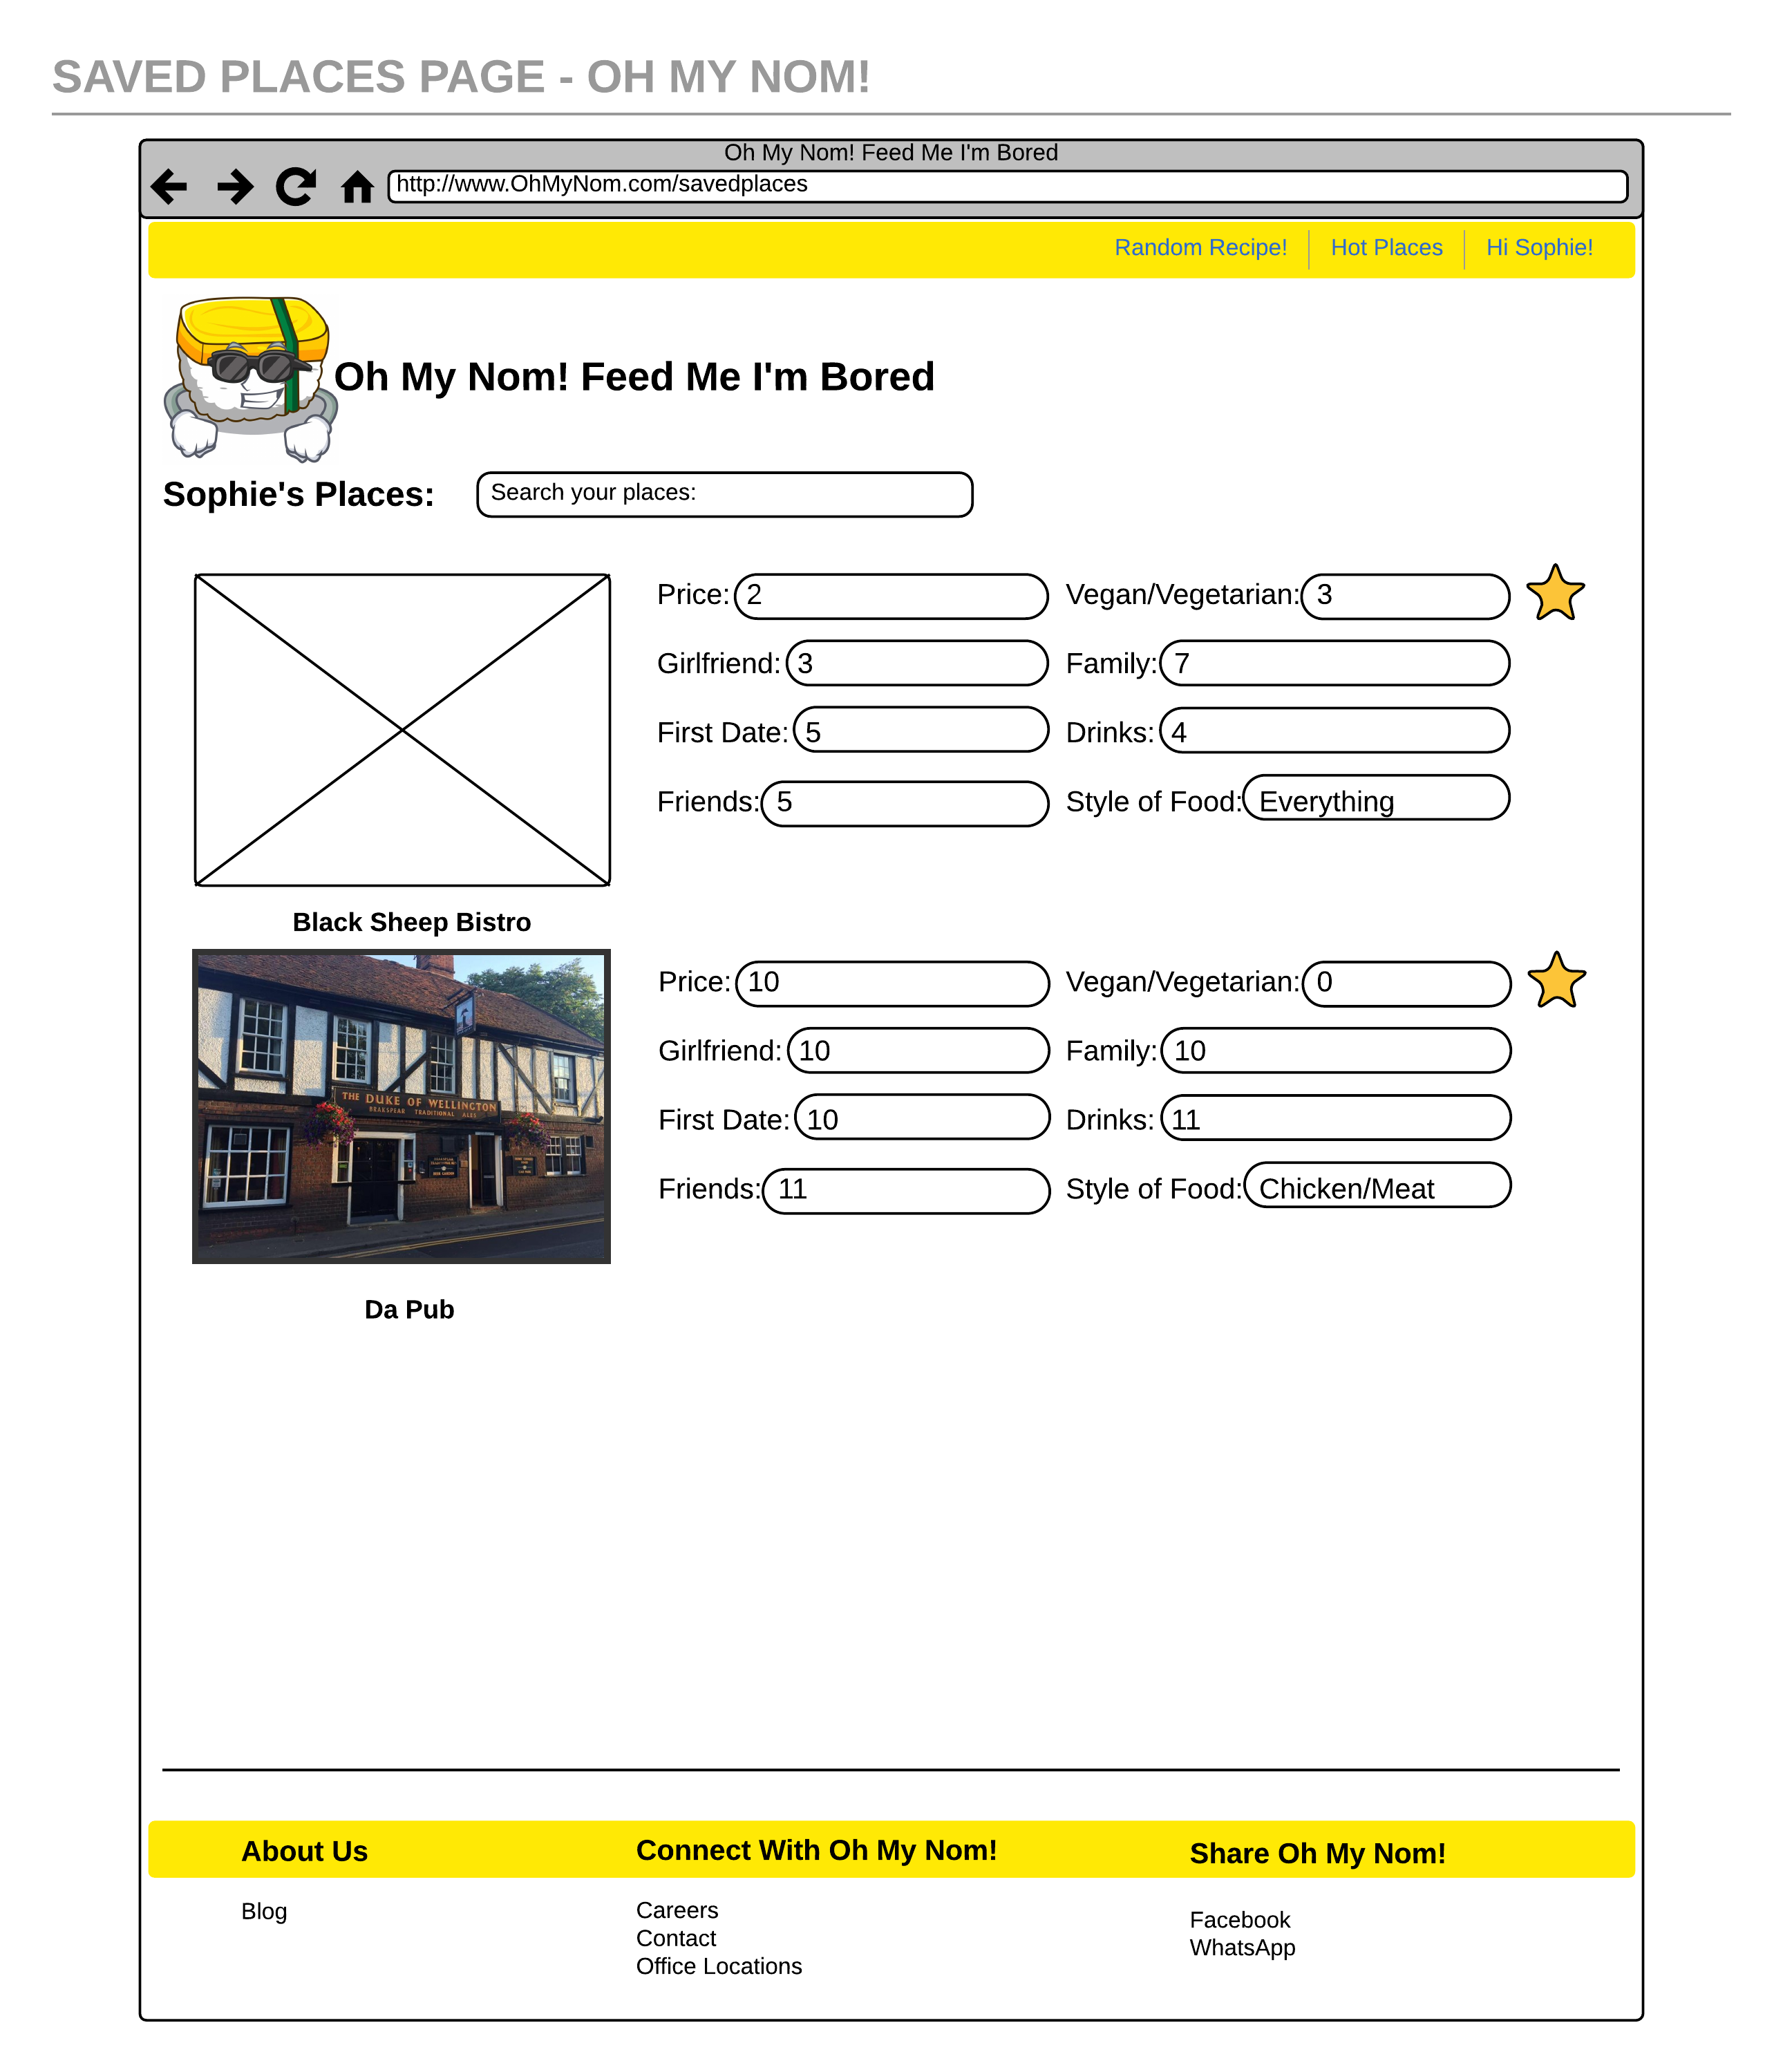 SAVED PLACES PAGE - OH MY NOM!
Oh My Nom! Feed Me I'm Bored
http://www.OhMyNom.com/savedplaces
Random Recipe! Hot Places Hi Sophie!
Oh My Nom! Feed Me I'm Bored
Sophie's Places: Search your places:
Price: 2 Vegan/Vegetarian: 3
Girlfriend: 3 Family: 7
First Date: 5 Drinks: 4
Friends: 5 Style of Food: Everything
Black Sheep Bistro
THE DUKE OF WELLINGTON
BRAKSPEAR TRADITIONAL ALES
Price: 10 Vegan/Vegetarian: 0
Girlfriend: 10 Family: 10
First Date: 10 Drinks: 11
Friends: 11 Style of Food: Chicken/Meat
Da Pub
About Us
Blog
Connect With Oh My Nom!
Careers
Contact
Office Locations
Share Oh My Nom!
Facebook
WhatsApp